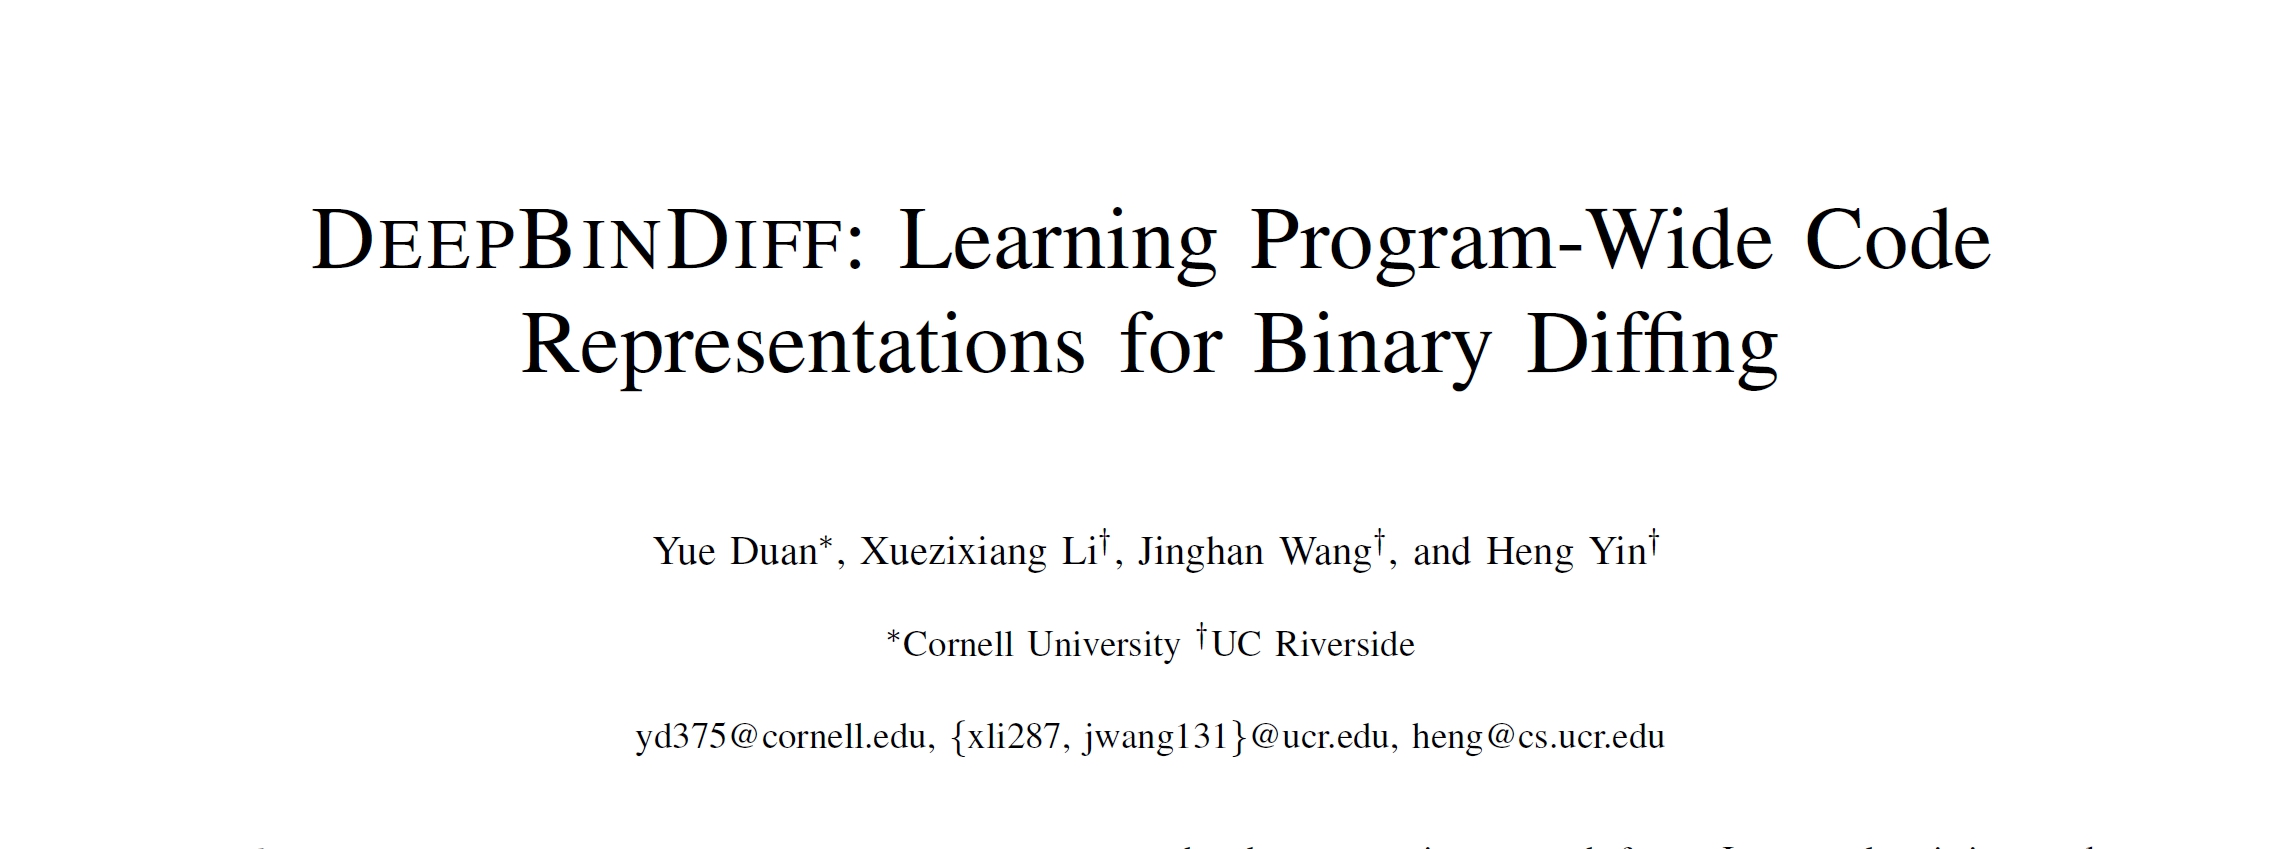 DEEPBINDIFF: Learning Program-Wide Code
Representations for Binary Diffing
Yue Duan*, Xuezixiang Li†, Jinghan Wang†, and Heng Yin†
*Cornell University †UC Riverside
yd375@cornell.edu, {xli287, jwang131}@ucr.edu, heng@cs.ucr.edu